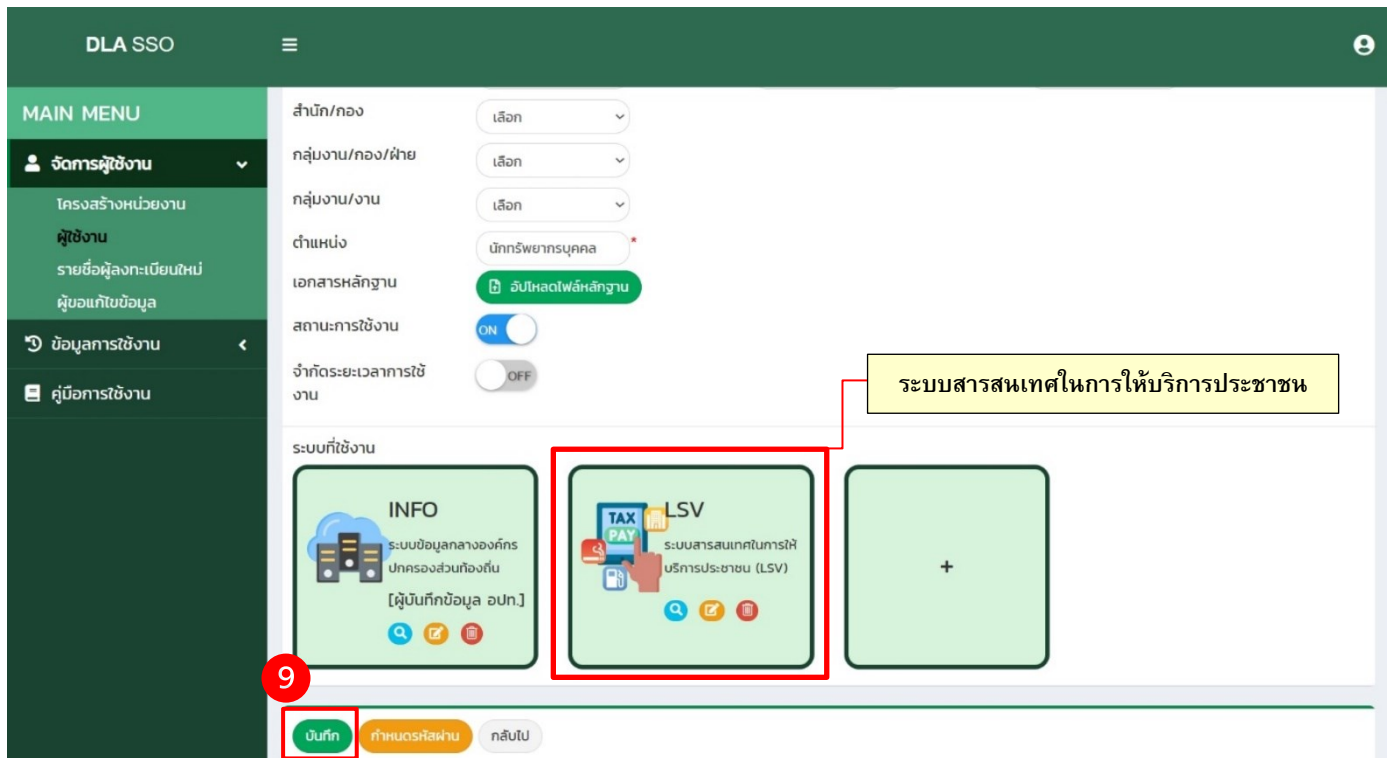 DLA SSO
MAIN MENU
จัดการผู้ใช้งาน
โครงสร้างหน่วยงาน
ผู้ใช้งาน
รายชื่อผู้ลงทะเบียนใหม่
ผู้ขอแก้ไขข้อมูล
ข้อมูลการใช้งาน
คู่มือการใช้งาน
สำนัก/กอง
เลือก
กลุ่มงาน/กอง/ฝ่าย
เลือก
กลุ่มงาน/งาน
เลือก
ตำแหน่ง
นักทรัพยากรบุคคล *
เอกสารหลักฐาน
อัปโหลดไฟล์หลักฐาน
สถานะการใช้งาน
ON
จำกัดระยะเวลาการใช้
งาน
OFF
ระบบสารสนเทศในการให้บริการประชาชน
ระบบที่ใช้งาน
INFO
ระบบข้อมูลกลางองค์กร
ปกครองส่วนท้องถิ่น
[ผู้บันทึกข้อมูล อปท.]
TAX
PAY
LSV
ระบบสารสนเทศในการให้
บริการประชาชน (LSV)
+
9
บันทึก
กำหนดรหัสผ่าน
กลับไป